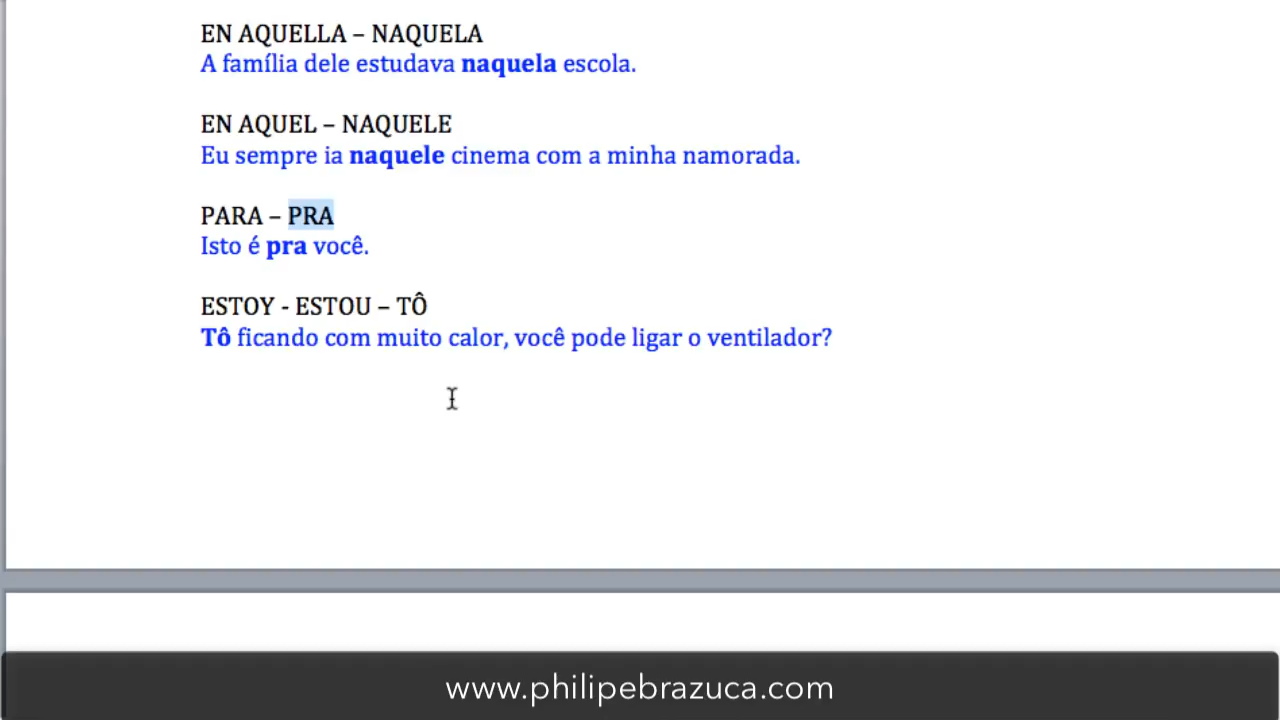 EN AQUELLA – NAQUELA
A família dele estudava naquela escola.
EN AQUEL – NAQUELE
Eu sempre ia naquele cinema com a minha namorada.
PARA – PRA
Isto é pra você.
ESTOY - ESTOU – TÔ
Tô ficando com muito calor, você pode ligar o ventilador?
www.philipebrazuca.com